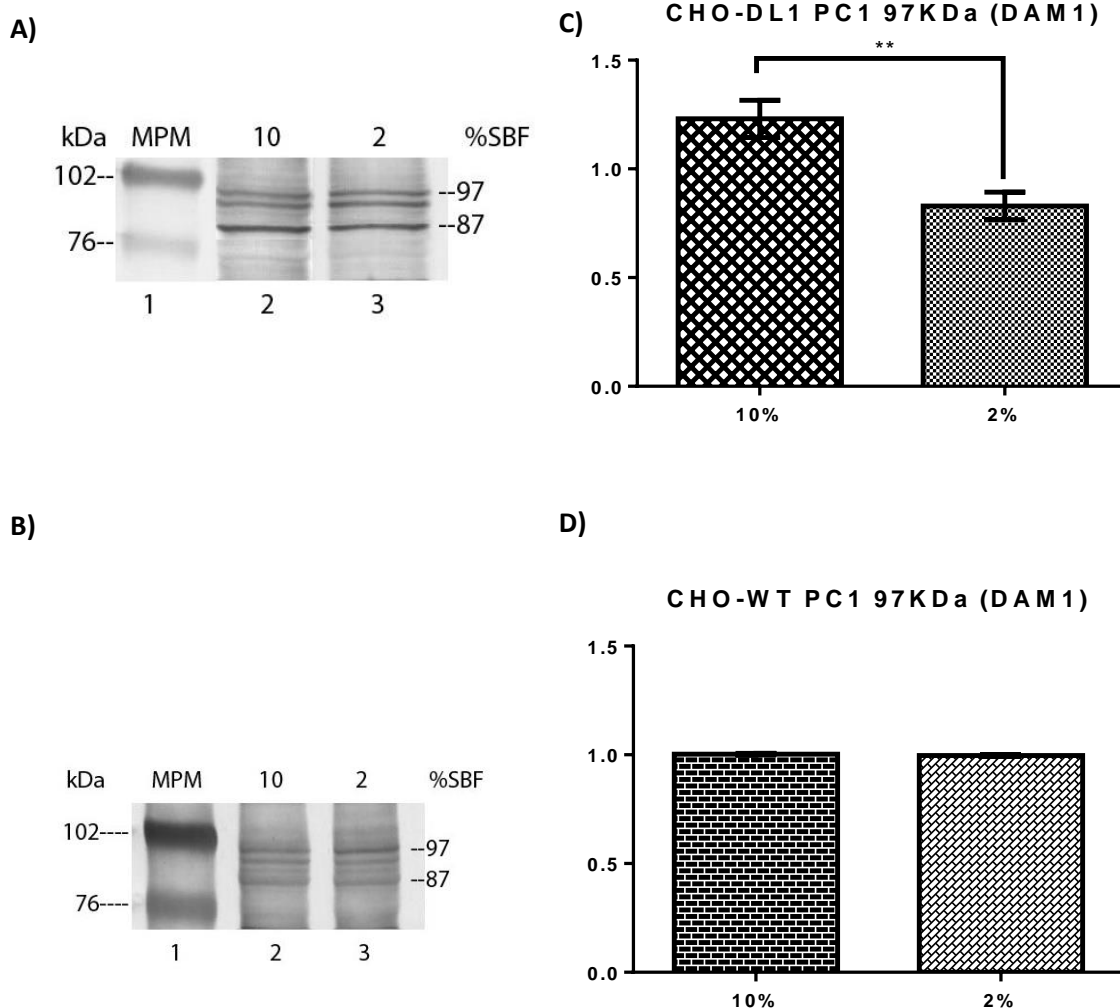 A)
kDa MPM 10 2 %SBF
102--
--97
--87
76--
1 2 3
C)
CHO-DL1 PC1 97KDa (DAM1)
**
1.5
1.0
0.5
0.0
10% 2%
B)
kDa MPM 10 2 %SBF
102----
--97
--87
76----
1 2 3
D)
CHO-WT PC1 97KDa (DAM1)
1.5
1.0
0.5
0.0
10% 2%